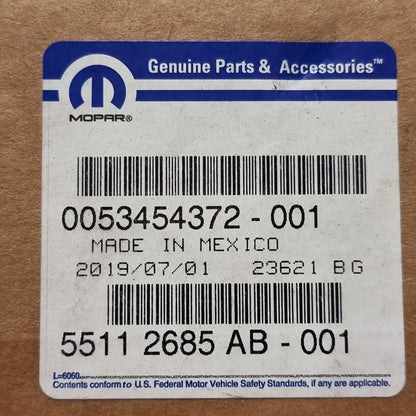 Genuine Parts & Accessories™
MOPAR®
0053454372 - 001
MADE IN MEXICO
2019/07/01 23621 BG
5511 2685 AB - 001
L=6060
Contents conform to U.S. Federal Motor Vehicle Safety Standards, if any are applicable.